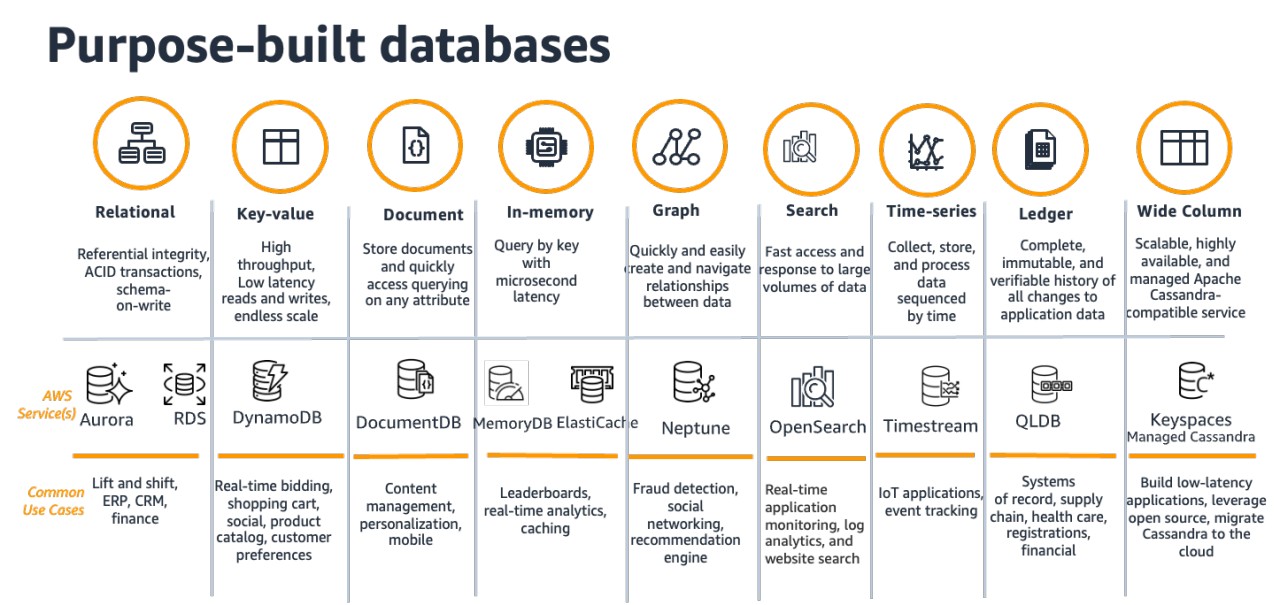 Purpose-built databases
Relational
Referential integrity,
ACID transactions,
schema-
on-write
Key-value
High
throughput,
Low latency
reads and writes,
endless scale
Document
Store documents
and quickly
access querying
on any attribute
In-memory
Query by key
with
microsecond
latency
Graph
Quickly and easily
create and navigate
relationships
between data
Search
Fast access and
response to large
volumes of data
Time-series
Collect, store,
and process
data
sequenced
by time
Ledger
Complete,
immutable, and
verifiable history of
all changes to
application data
Wide Column
Scalable, highly
available, and
managed Apache
Cassandra-
compatible service
AWS
Service(s)
Aurora
RDS
DynamoDB
DocumentDB
MemoryDB
ElastiCache
Neptune
OpenSearch
Timestream
QLDB
C*
Keyspaces
Managed Cassandra
Common
Use Cases
Lift and shift,
ERP, CRM,
finance
Real-time bidding,
shopping cart,
social, product
catalog, customer
preferences
Content
management,
personalization,
mobile
Leaderboards,
real-time analytics,
caching
Fraud detection,
social
networking,
recommendation
engine
Real-time
application
monitoring, log
analytics, and
website search
IoT applications,
event tracking
Systems
of record, supply
chain, health care,
registrations,
financial
Build low-latency
applications, leverage
open source, migrate
Cassandra to the
cloud